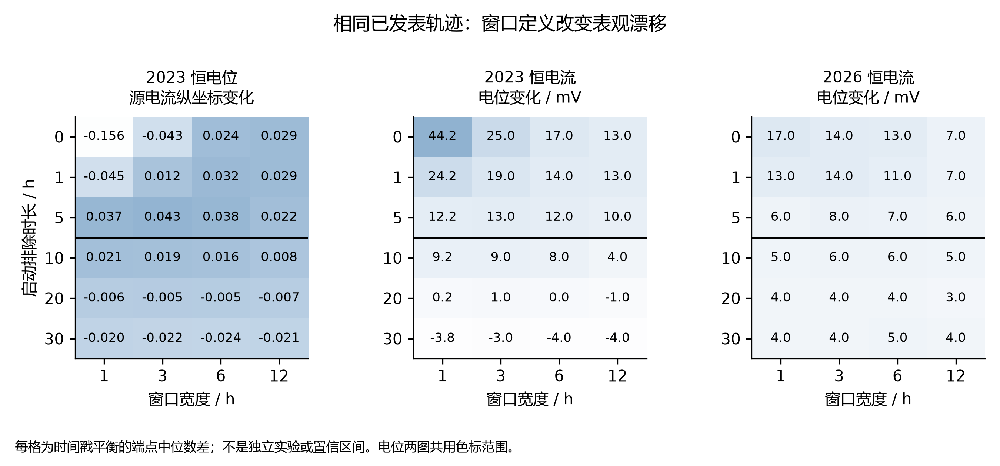 相同已发表轨迹：窗口定义改变表观漂移
2023 恒电位
源电流纵坐标变化
启动排除时长 / h
0 -0.156 -0.043 0.024 0.029
1 -0.045 0.012 0.032 0.029
5 0.037 0.043 0.038 0.022
10 0.021 0.019 0.016 0.008
20 -0.006 -0.005 -0.005 -0.007
30 -0.020 -0.022 -0.024 -0.021
1 3 6 12
窗口宽度 / h
2023 恒电流
电位变化 / mV
0 44.2 25.0 17.0 13.0
1 24.2 19.0 14.0 13.0
5 12.2 13.0 12.0 10.0
10 9.2 9.0 8.0 4.0
20 0.2 1.0 0.0 -1.0
30 -3.8 -3.0 -4.0 -4.0
1 3 6 12
窗口宽度 / h
2026 恒电流
电位变化 / mV
0 17.0 14.0 13.0 7.0
1 13.0 14.0 11.0 7.0
5 6.0 8.0 7.0 6.0
10 5.0 6.0 6.0 5.0
20 4.0 4.0 4.0 3.0
30 4.0 4.0 5.0 4.0
1 3 6 12
窗口宽度 / h
每格为时间戳平衡的端点中位数差；不是独立实验或置信区间。电位两图共用色标范围。